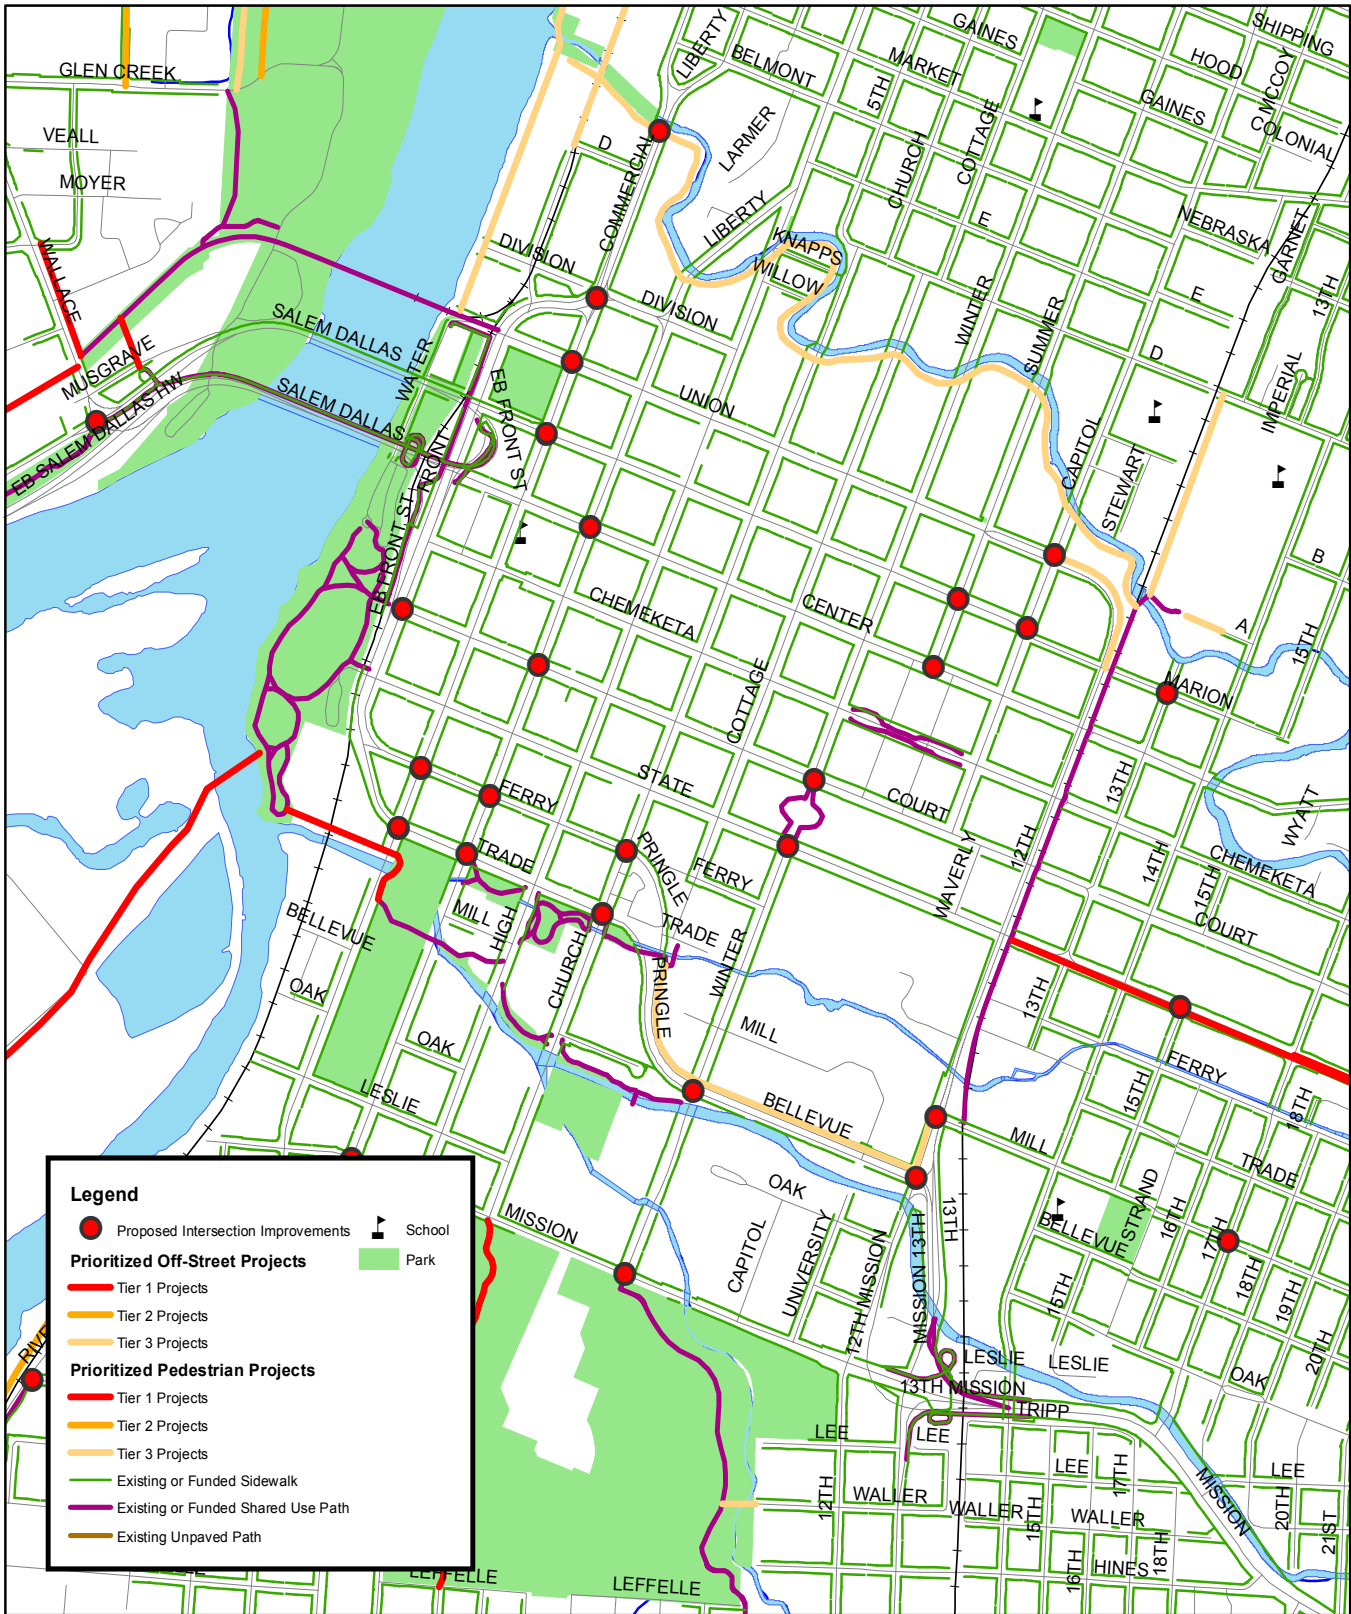 GLEN CREEK
VEALL
MOYER
WALLACE
MUSGRAVE
EB SALEM DALLAS HW
SALEM DALLAS
SALEM DALLAS
WATER
FRONT
EB FRONT ST
EB FRONT ST
LIBERTY
BELMONT
GAINES
MARKET
5TH
SHIPPING
HOOD
MCCOY
GAINES
COLONIAL
LARMER
D
COMMERCIAL
CHURCH
COTTAGE
E
LIBERTY
KNAPPS
WILLOW
DIVISION
DIVISION
NEBRASKA
GARNET
13TH
E
WINTER
SUMMER
D
IMPERIAL
UNION
CAPITOL
STEWART
B
CHEMEKETA
CENTER
A
15TH
MARION
COTTAGE
STATE
FERRY
COURT
13TH
WYATT
TRADE
PRINGLE
FERRY
WAVERLY
12TH
14TH
15TH
CHEMEKETA
COURT
MILL
HIGH
BELLEVUE
CHURCH
TRADE
WINTER
PRINGLE
OAK
OAK
MILL
13TH
FERRY
15TH
18TH
LESLIE
BELLEVUE
MILL
TRADE
OAK
STRAND
16TH
17TH
BELLEVUE
MISSION
CAPITOL
UNIVERSITY
12TH MISSION
MISSION 13TH
13TH
15TH
18TH
19TH
20TH
OAK
LESLIE
LESLIE
13TH MISSION
TRIPP
LEE
LEE
LEE
LEE
12TH
WALLER
WALLER
15TH
WALLER
17TH
MISSION
20TH
21ST
16TH
HINES
18TH
LEFFELLE
Legend
Proposed Intersection Improvements
School
Park
Prioritized Off-Street Projects
Tier 1 Projects
Tier 2 Projects
Tier 3 Projects
Prioritized Pedestrian Projects
Tier 1 Projects
Tier 2 Projects
Tier 3 Projects
Existing or Funded Sidewalk
Existing or Funded Shared Use Path
Existing Unpaved Path